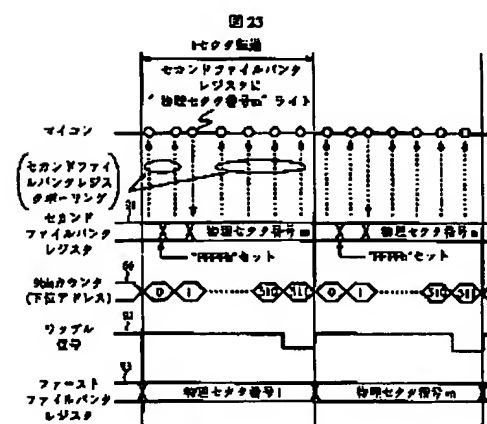 図 23
1セクタ転送
セカンドファイルバンク
レジスタに
"物理セクタ番号m" ライト
マイコン
セカンドファイ
ルバンクレジス
タポーリング
セカンド
ファイルバンク
レジスタ
物理セクタ番号m
物理セクタ番号n
"FFFFh"セット
"FFFFh"セット
9bitカウンタ
(下位アドレス)
0
1
510
511
0
1
510
511
リップル
信号
ファースト
ファイルバンク
レジスタ
物理セクタ番号l
物理セクタ番号m